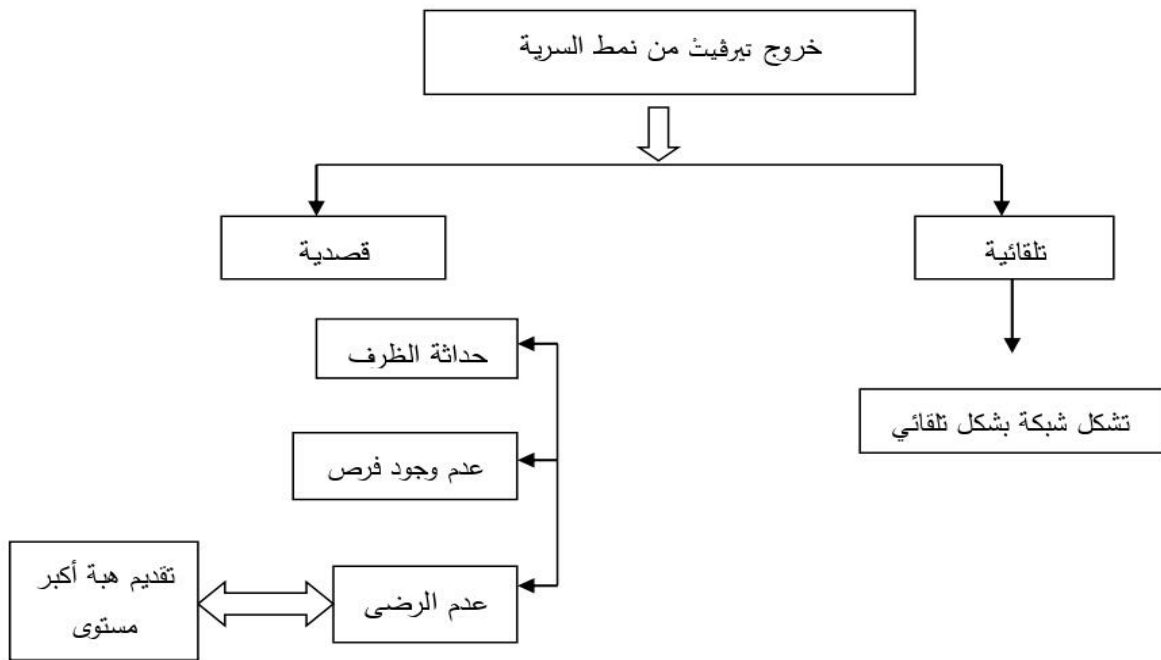 خروج تيرڤيتْ من نمط السرية
تلقائية
قصدية
حداثة الظرف
تشكل شبكة بشكل تلقائي
عدم وجود فرص
عدم الرضى
تقديم هبة أكبر
مستوى